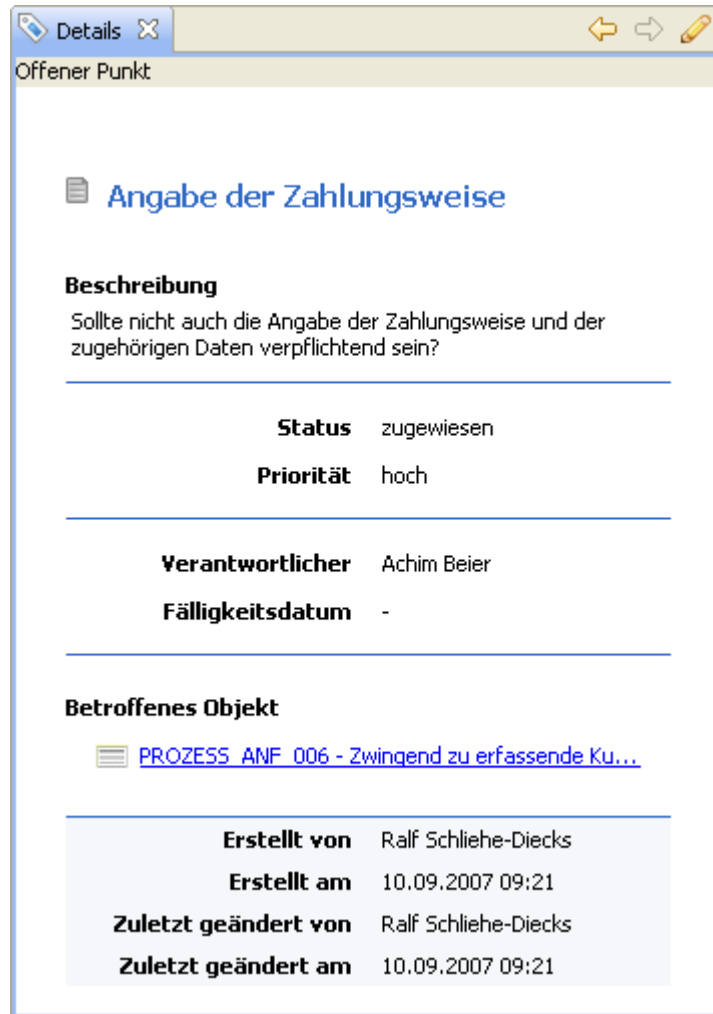 Details
Offener Punkt
Angabe der Zahlungsweise
Beschreibung
Sollte nicht auch die Angabe der Zahlungsweise und der
zugehörigen Daten verpflichtend sein?
Status zugewiesen
Priorität hoch
Verantwortlicher Achim Beier
Fälligkeitsdatum -
Betroffenes Objekt
PROZESS_ANF_006 - Zwingend zu erfassende Ku...
Erstellt von Ralf Schliehe-Diecks
Erstellt am 10.09.2007 09:21
Zuletzt geändert von Ralf Schliehe-Diecks
Zuletzt geändert am 10.09.2007 09:21